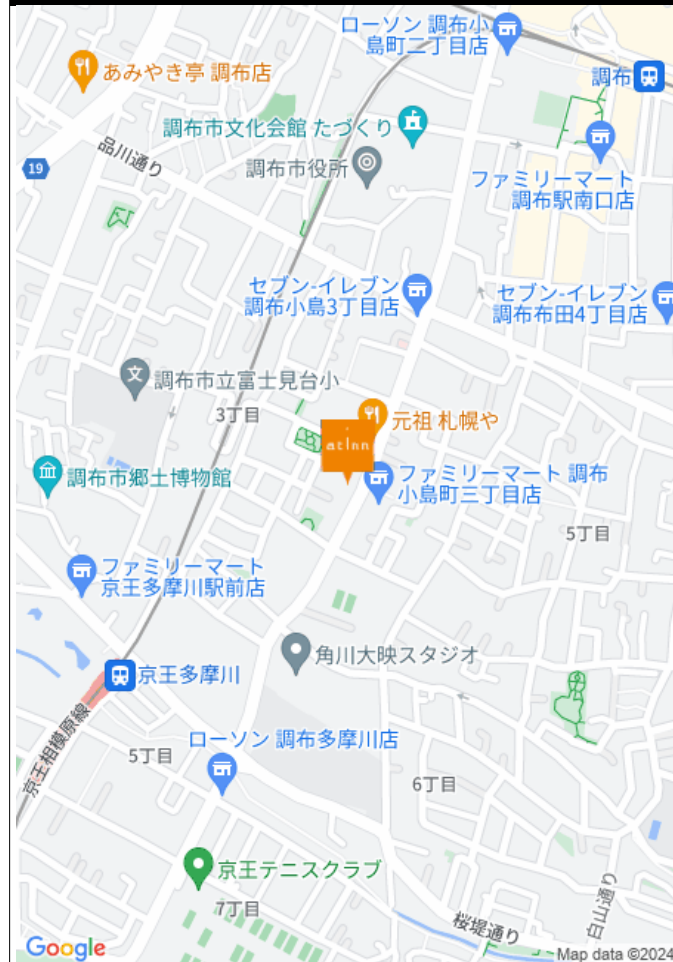 ローソン 調布小
島町二丁目店
あみやき亭 調布店
調布
調布市文化会館 たづくり
品川通り
調布市役所
19
ファミリーマート
調布駅南口店
セブン-イレブン
調布小島3丁目店
セブン-イレブン
調布布田4丁目店
調布市立富士見台小
文
3丁目
元祖 札幌や
atinn
調布市郷土博物館
ファミリーマート 調布
小島町三丁目店
5丁目
ファミリーマート
京王多摩川駅前店
角川大映スタジオ
京王多摩川
京王相模原線
ローソン 調布多摩川店
5丁目
6丁目
京王テニスクラブ
7丁目
桜堤通り
白山通り
Google
Map data ©2024